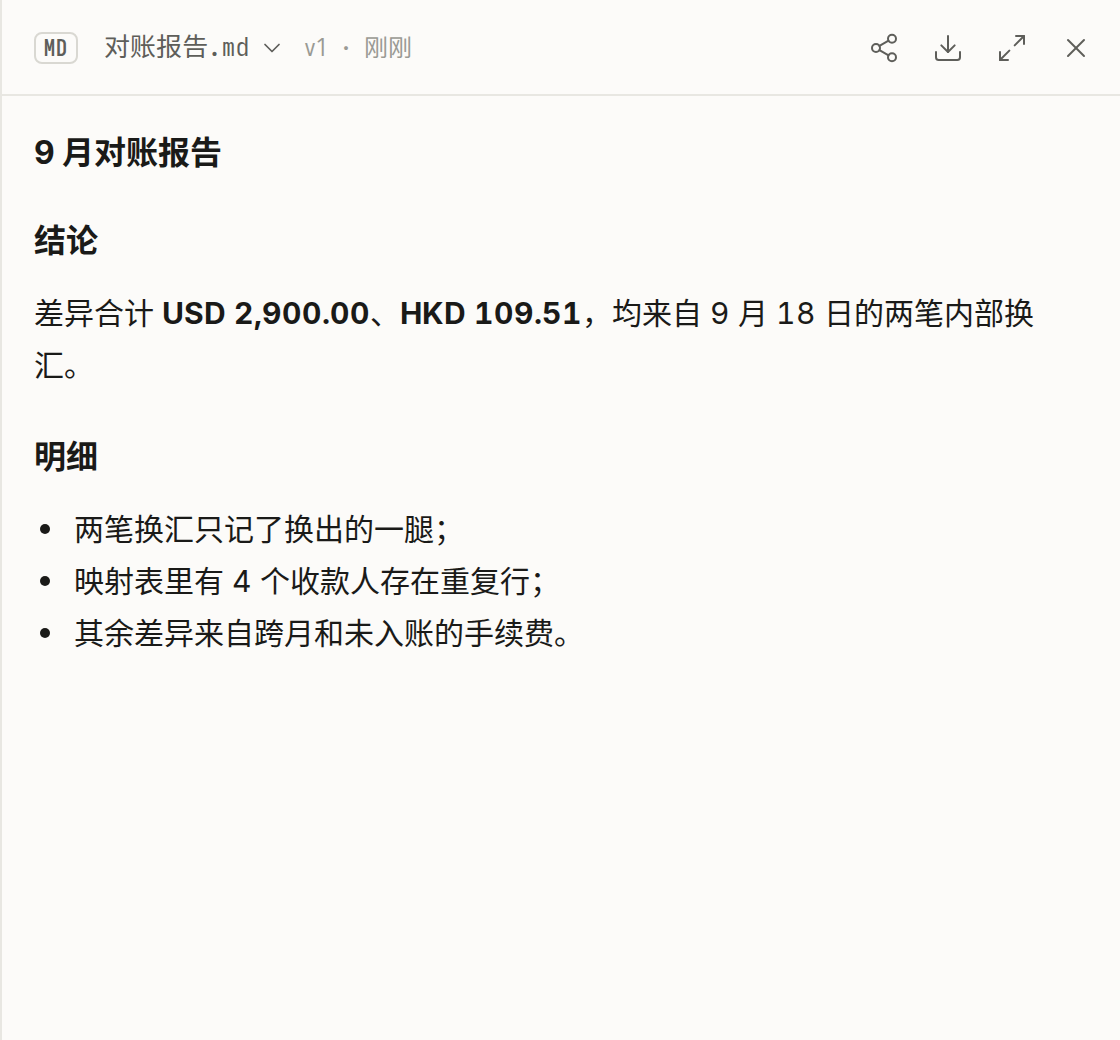 MD 对账报告.md v1 · 刚刚
9 月对账报告
结论
差异合计 USD 2,900.00、HKD 109.51，均来自 9 月 18 日的两笔内部换
汇。
明细
• 两笔换汇只记了换出的一腿；
• 映射表里有 4 个收款人存在重复行；
• 其余差异来自跨月和未入账的手续费。